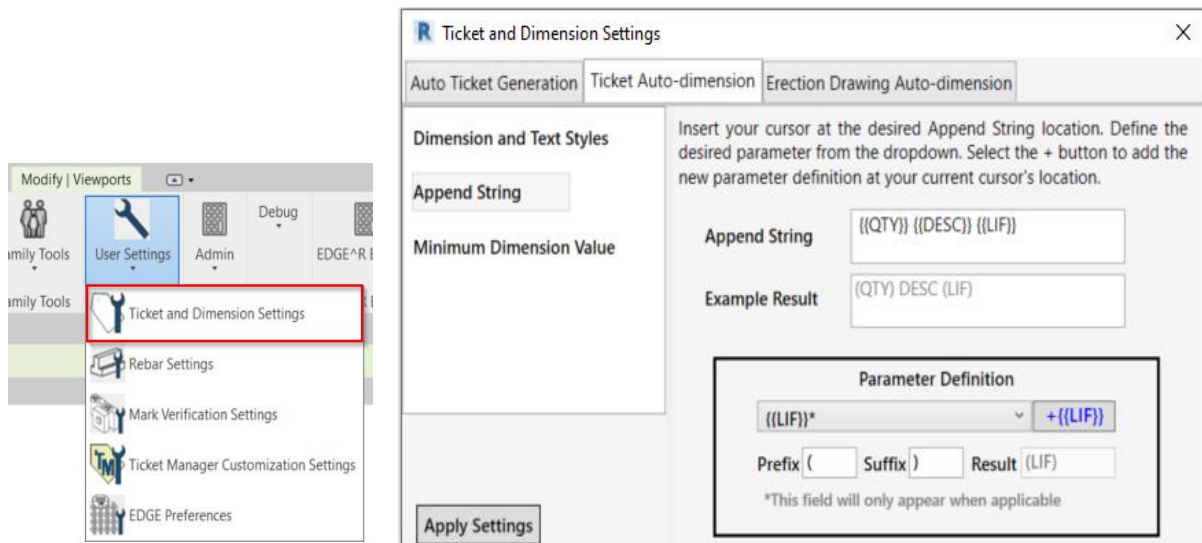 Modify | Viewports
amily Tools
User Settings
Admin
Debug
EDGE^R E
amily Tools
Ticket and Dimension Settings
Rebar Settings
Mark Verification Settings
TM
Ticket Manager Customization Settings
EDGE Preferences
R Ticket and Dimension Settings
Auto Ticket Generation Ticket Auto-dimension Erection Drawing Auto-dimension
Dimension and Text Styles
Append String
Minimum Dimension Value
Apply Settings
Insert your cursor at the desired Append String location. Define the
desired parameter from the dropdown. Select the + button to add the
new parameter definition at your current cursor's location.
Append String {{QTY}} {{DESC}} {{LIF}}
Example Result (QTY) DESC (LIF)
Parameter Definition
{{LIF}}* +{{LIF}}
Prefix ( Suffix ) Result (LIF)
*This field will only appear when applicable